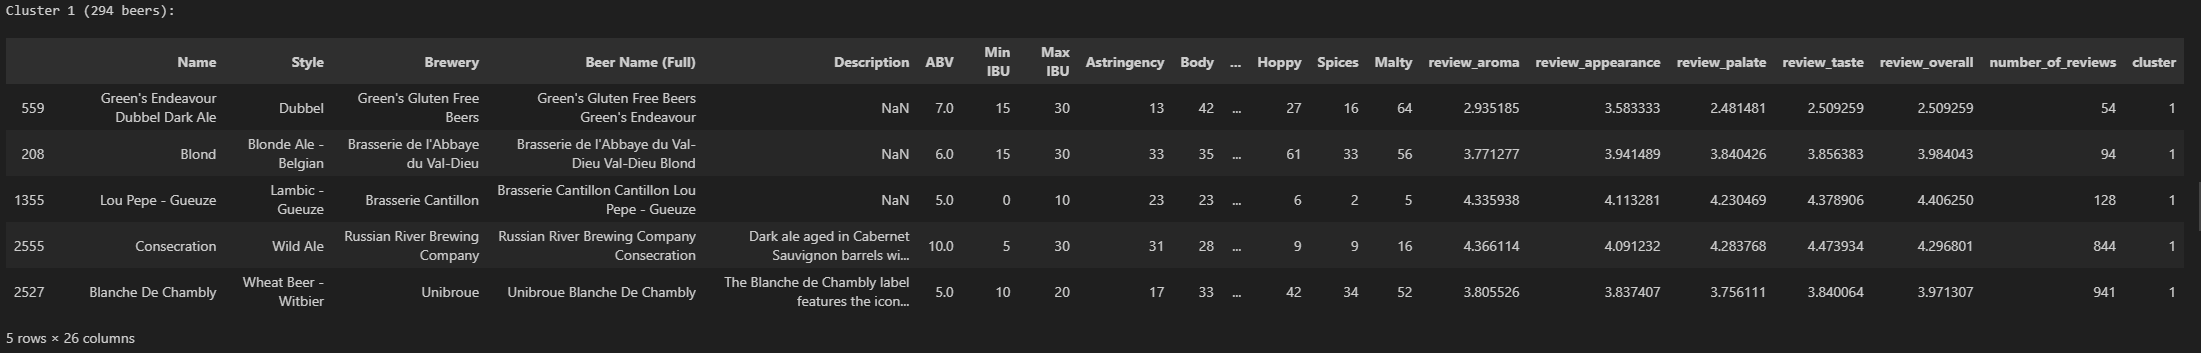 Cluster 1 (294 beers):
Name Style Brewery Beer Name (Full) Description ABV Min IBU Max IBU Astringency Body ... Hoppy Spices Malty review_aroma review_appearance review_palate review_taste review_overall number_of_reviews cluster
559 Green's Endeavour Dubbel Dark Ale Dubbel Green's Gluten Free Beers Green's Gluten Free Beers Green's Endeavour NaN 7.0 15 30 13 42 ... 27 16 64 2.935185 3.583333 2.481481 2.509259 2.509259 54 1
208 Blond Blonde Ale - Belgian Brasserie de l'Abbaye du Val-Dieu Brasserie de l'Abbaye du Val-Dieu Val-Dieu Blond NaN 6.0 15 30 33 35 ... 61 33 56 3.771277 3.941489 3.840426 3.856383 3.984043 94 1
1355 Lou Pepe - Gueuze Lambic - Gueuze Brasserie Cantillon Brasserie Cantillon Cantillon Lou Pepe - Gueuze NaN 5.0 0 10 23 23 ... 6 2 5 4.335938 4.113281 4.230469 4.378906 4.406250 128 1
2555 Consecration Wild Ale Russian River Brewing Company Russian River Brewing Company Consecration Dark ale aged in Cabernet Sauvignon barrels wi... 10.0 5 30 31 28 ... 9 9 16 4.366114 4.091232 4.283768 4.473934 4.296801 844 1
2527 Blanche De Chambly Wheat Beer - Witbier Unibroue Unibroue Blanche De Chambly The Blanche de Chambly label features the icon... 5.0 10 20 17 33 ... 42 34 52 3.805526 3.837407 3.756111 3.840064 3.971307 941 1
5 rows × 26 columns